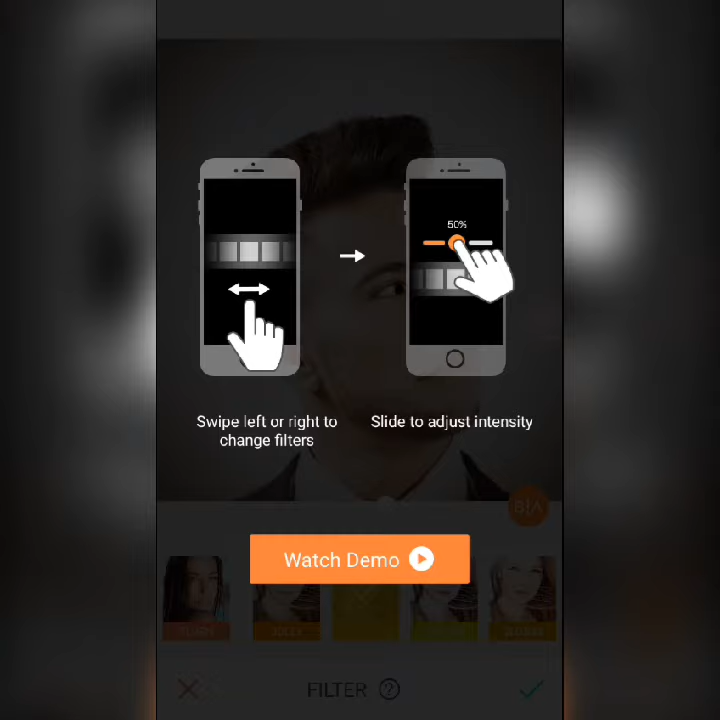 50%
Swipe left or right to
change filters
Slide to adjust intensity
B|A
Watch Demo
FILTER ?